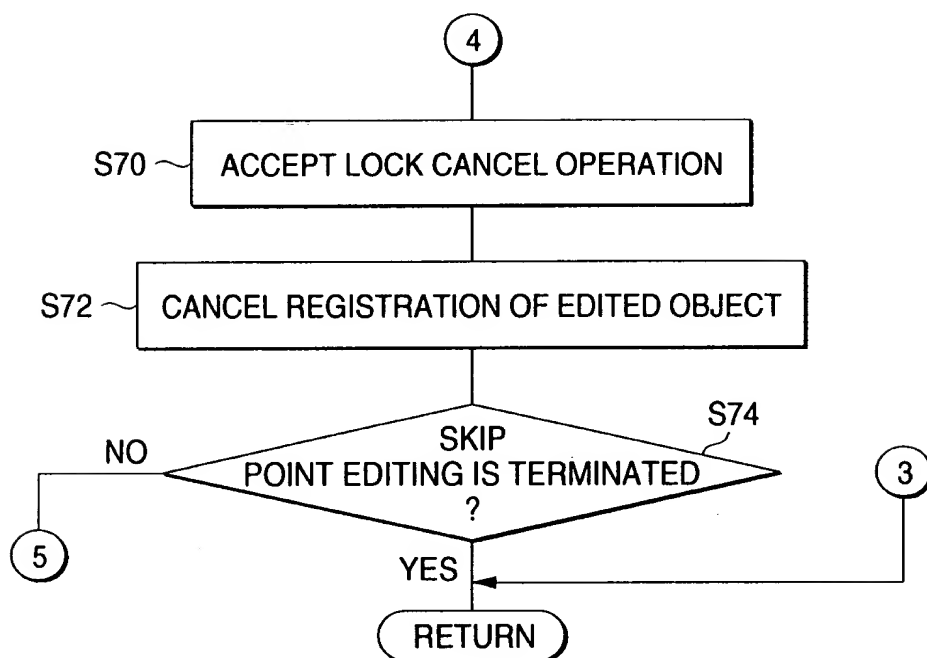 4
S70
ACCEPT LOCK CANCEL OPERATION
S72
CANCEL REGISTRATION OF EDITED OBJECT
S74
NO
SKIP
POINT EDITING IS TERMINATED
?
3
5
YES
RETURN